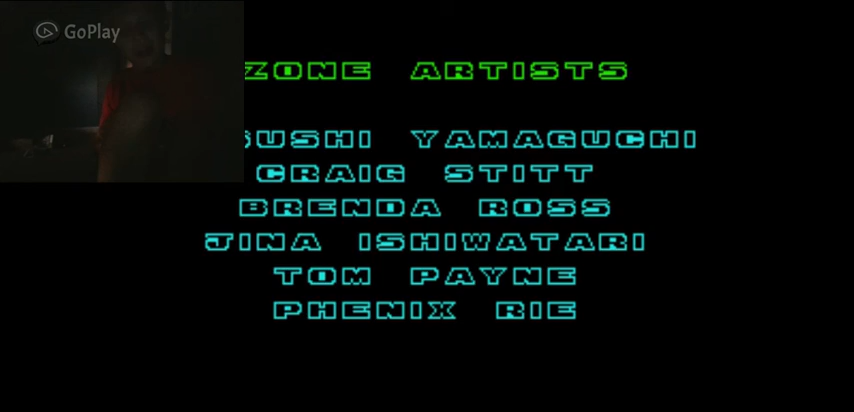 GoPlay
ZONE ARTISTS
YAMAGUCHI
CRAIG STITT
BRENDA ROSS
JINA ISHIWATARI
TOM PAYNE
PHENIX RIE